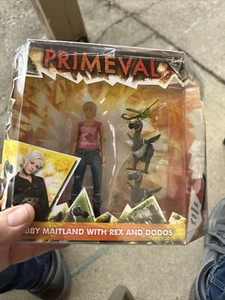 PRIMEVAL
BBY MAITLAND WITH REX AND DODOS